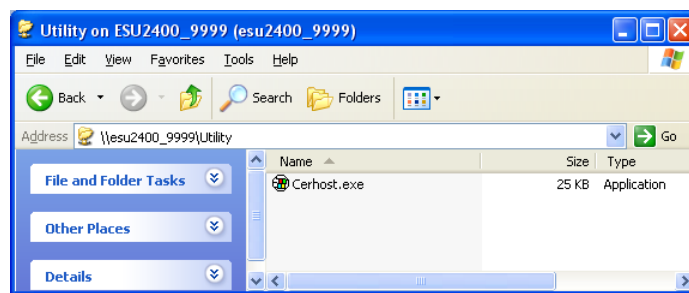 Utility on ESU2400_9999 (esu2400_9999)
File Edit View Favorites Tools Help
Back Search Folders
Address \\esu2400_9999\Utility Go
Name Size Type
File and Folder Tasks
Cerhost.exe 25 KB Application
Other Places
Details